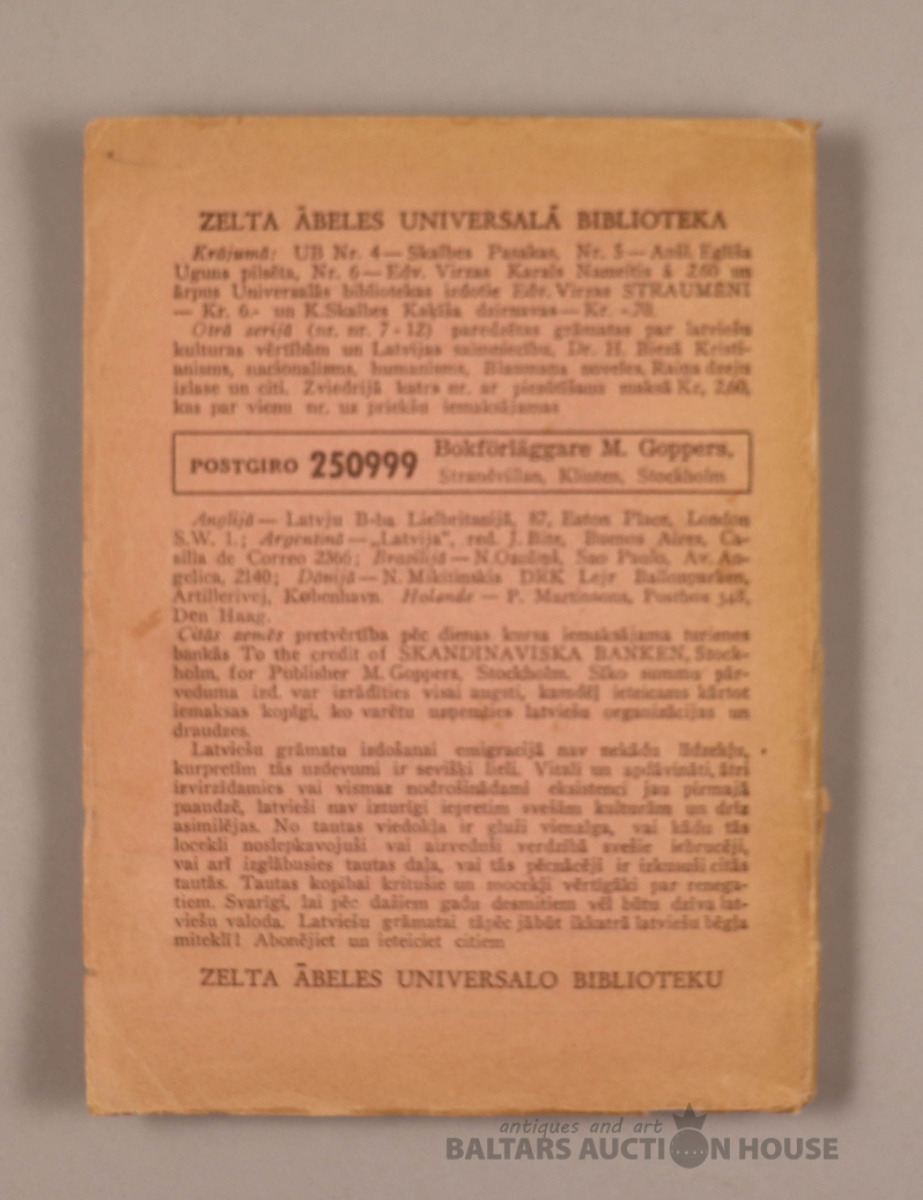 ZELTA ĀBELES UNIVERSALĀ BIBLIOTEKA
Krājumā: UB Nr. 4 — Skalbes Pasakas, Nr. 5 — Anšl. Eglīša
Uguns pilsēta, Nr. 6 — Edv. Virzas Karals Nameitis à 2.60 un
ārpus Universalās bibliotekas izdotie Edv. Virzas STRAUMĒNI
— Kr. 6.- un K. Skalbes Kaķīša dzirnavas — Kr. -.70.
Otrā serijā (nr. nr. 7 - 12) paredzētas grāmatas par latviešu
kulturas vērtībām un Latvijas saimniecību, Dr. H. Biezā Kristi-
anisms, nacionalisms, humanisms, Blaumaņa noveles, Raiņa dzeju
izlase un citi. Zviedrijā katrs nr. ar piesūtīšanu maksā Kr. 2.60,
kas par vienu nr. uz priekšu iemaksājamas
POSTGIRO 250999 Bokförläggare M. Goppers,
Strandvillan, Klinten, Stockholm
Anglijā — Latvju B-ba Lielbritanijā, 87, Eaton Place, London
S.W. 1.; Argentinā — „Latvija", red. J. Bite, Buenos Aires, Ca-
silla de Correo 2366; Brazilijā — N. Ozoliņš, Sao Paulo, Av. An-
gelica, 2140; Dānijā — N. Mikitinskis DRK Lejr Ballonparken,
Artillerivej, København. Holande — P. Martinsons, Postbox 348,
Den Haag.
Citās zemēs pretvērtība pēc dienas kursa iemaksājama turienes
bankās To the credit of SKANDINAVISKA BANKEN, Stock-
holm, for Publisher M. Goppers, Stockholm. Sīko summu pār-
veduma izd. var izrādīties visai augsti, kamdēļ ieteicams kārtot
iemaksas kopīgi, ko varētu uzņemties latviešu organizācijas un
draudzes.
Latviešu grāmatu izdošanai emigracijā nav nekādu līdzekļu,
kurpretim tās uzdevumi ir sevišķi lieli. Vitali un apdāvināti, ātri
izvirzīdamies vai vismaz nodrošinādami eksistenci jau pirmajā
paaudzē, latvieši nav izturīgi iepretim svešām kulturām un drīz
asimilējas. No tautas viedokļa ir gluži vienalga, vai kādu tās
locekli noslepkavojuši vai aizveduši verdzībā svešie iebrucēji,
vai arī izglābusies tautas daļa, vai tās pēcnācēji ir izkusuši citās
tautās. Tautas kopībai kritušie un mocekļi vērtīgāki par renega-
tiem. Svarīgi, lai pēc dažiem gadu desmitiem vēl būtu dzīva lat-
viešu valoda. Latviešu grāmatai tāpēc jābūt ikkatrā latviešu bēgļa
miteklī! Abonējiet un ieteiciet citiem
ZELTA ĀBELES UNIVERSALO BIBLIOTEKU
antiques and art
BALTARS AUCTION HOUSE